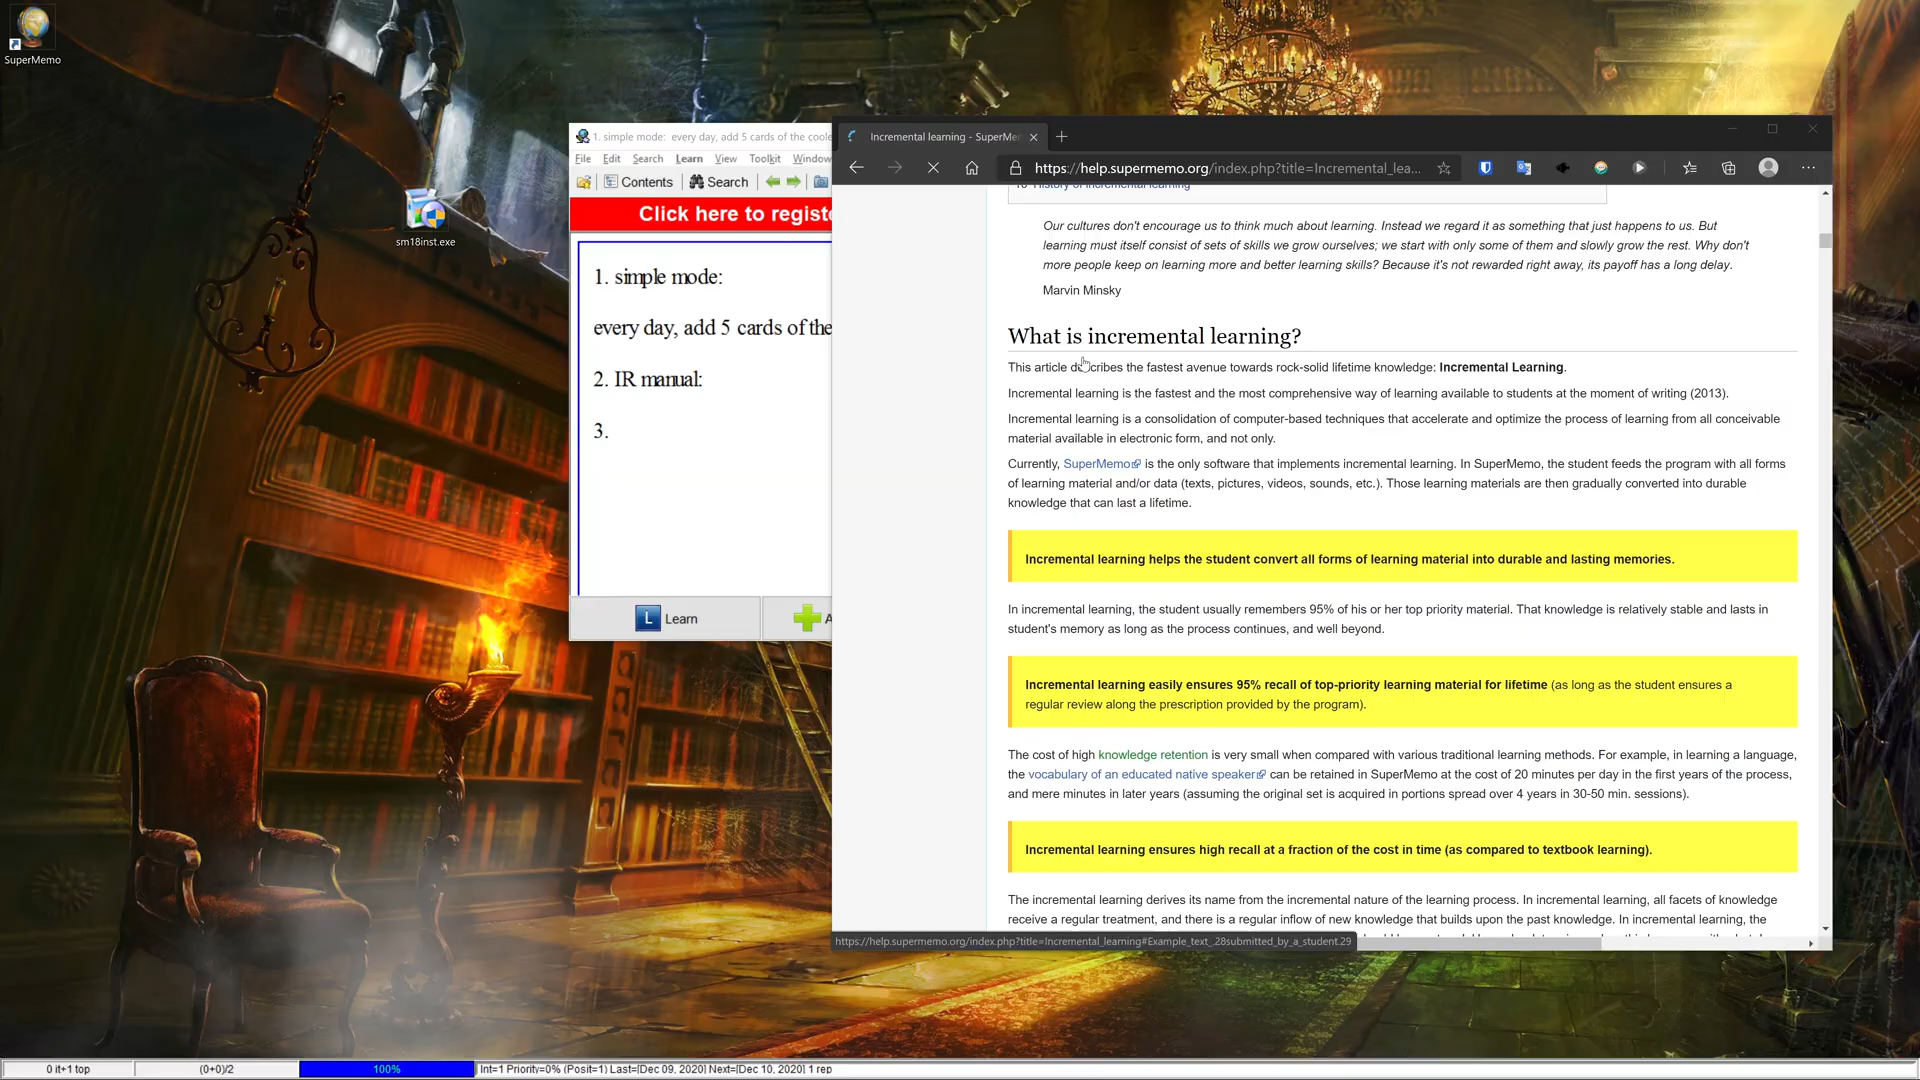 SuperMemo
sm18inst.exe
1. simple mode: every day, add 5 cards of the coole
File Edit Search Learn View Toolkit Window
Contents Search
Click here to registe
1. simple mode:
every day, add 5 cards of the
2. IR manual:
3.
L Learn
A
Incremental learning - SuperMe
https://help.supermemo.org/index.php?title=Incremental_lea...
10 History of incremental learning
Our cultures don't encourage us to think much about learning. Instead we regard it as something that just happens to us. But
learning must itself consist of sets of skills we grow ourselves; we start with only some of them and slowly grow the rest. Why don't
more people keep on learning more and better learning skills? Because it's not rewarded right away, its payoff has a long delay.
Marvin Minsky
What is incremental learning?
This article describes the fastest avenue towards rock-solid lifetime knowledge: Incremental Learning.
Incremental learning is the fastest and the most comprehensive way of learning available to students at the moment of writing (2013).
Incremental learning is a consolidation of computer-based techniques that accelerate and optimize the process of learning from all conceivable
material available in electronic form, and not only.
Currently, SuperMemo is the only software that implements incremental learning. In SuperMemo, the student feeds the program with all forms
of learning material and/or data (texts, pictures, videos, sounds, etc.). Those learning materials are then gradually converted into durable
knowledge that can last a lifetime.
Incremental learning helps the student convert all forms of learning material into durable and lasting memories.
In incremental learning, the student usually remembers 95% of his or her top priority material. That knowledge is relatively stable and lasts in
student's memory as long as the process continues, and well beyond.
Incremental learning easily ensures 95% recall of top-priority learning material for lifetime (as long as the student ensures a
regular review along the prescription provided by the program).
The cost of high knowledge retention is very small when compared with various traditional learning methods. For example, in learning a language,
the vocabulary of an educated native speaker can be retained in SuperMemo at the cost of 20 minutes per day in the first years of the process,
and mere minutes in later years (assuming the original set is acquired in portions spread over 4 years in 30-50 min. sessions).
Incremental learning ensures high recall at a fraction of the cost in time (as compared to textbook learning).
The incremental learning derives its name from the incremental nature of the learning process. In incremental learning, all facets of knowledge
receive a regular treatment, and there is a regular inflow of new knowledge that builds upon the past knowledge. In incremental learning, the
https://help.supermemo.org/index.php?title=Incremental_learning#Example_text_.28submitted_by_a_student.29
0 it+1 top
(0+0)/2
100%
Int=1 Priority=0% (Posit=1) Last=[Dec 09, 2020] Next=[Dec 10, 2020] 1 rep